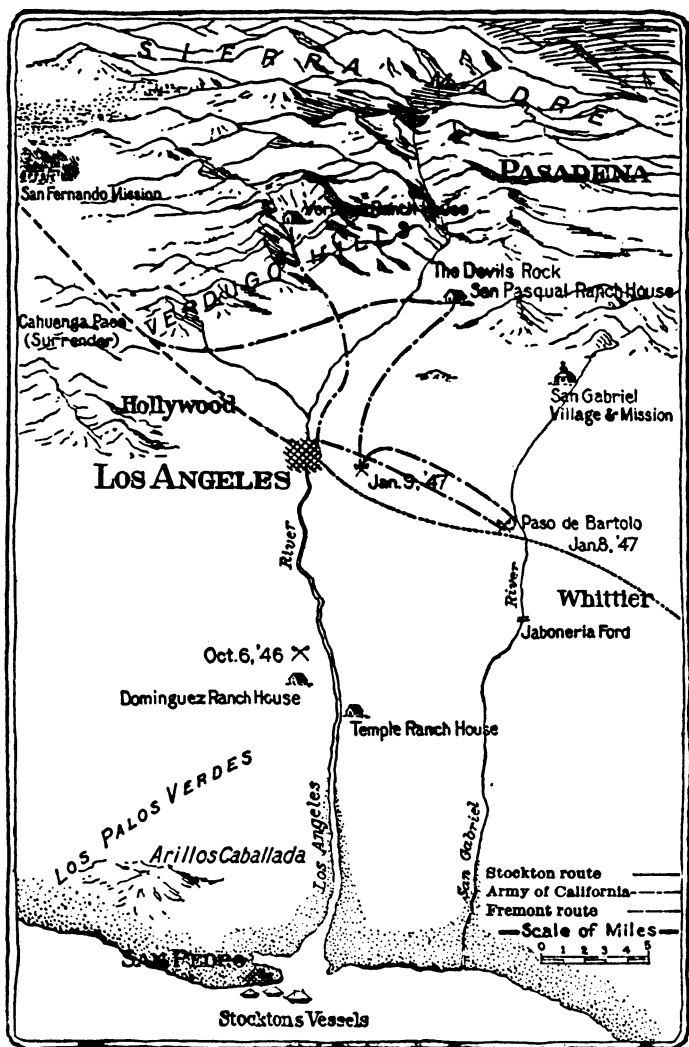 SIERRA MADRE
PASADENA
San Fernando Mission
Verdugo Ranch House
VERDUGO HILLS
The Devils Rock
San Pasqual Ranch House
Cahuenga Pass
(Surrender)
Hollywood
San Gabriel
Village & Mission
LOS ANGELES
Jan. 9, '47
Paso de Bartolo
Jan. 8, '47
River
River
Whittier
Jaboneria Ford
Oct. 6, '46
Dominguez Ranch House
Temple Ranch House
LOS PALOS VERDES
Arillos Caballada
Los Angeles
San Gabriel
Stockton route
Army of California
Fremont route
Scale of Miles
0 1 2 3 4 5
SAN PEDRO
Stocktons Vessels